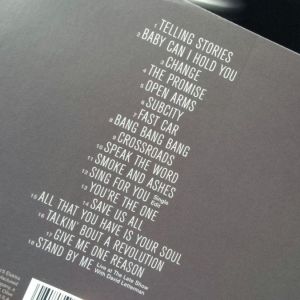 1 TELLING STORIES
2 BABY CAN I HOLD YOU
3 CHANGE
4 THE PROMISE
5 OPEN ARMS
6 SUBCITY
7 FAST CAR
8 BANG BANG BANG
9 CROSSROADS
10 SPEAK THE WORD
11 SMOKE AND ASHES
12 SING FOR YOU Single Edit
13 YOU'RE THE ONE
14 SAVE US ALL
15 ALL THAT YOU HAVE IS YOUR SOUL
16 TALKIN' BOUT A REVOLUTION
17 GIVE ME ONE REASON
18 STAND BY ME Live at The Late Show
With David Letterman